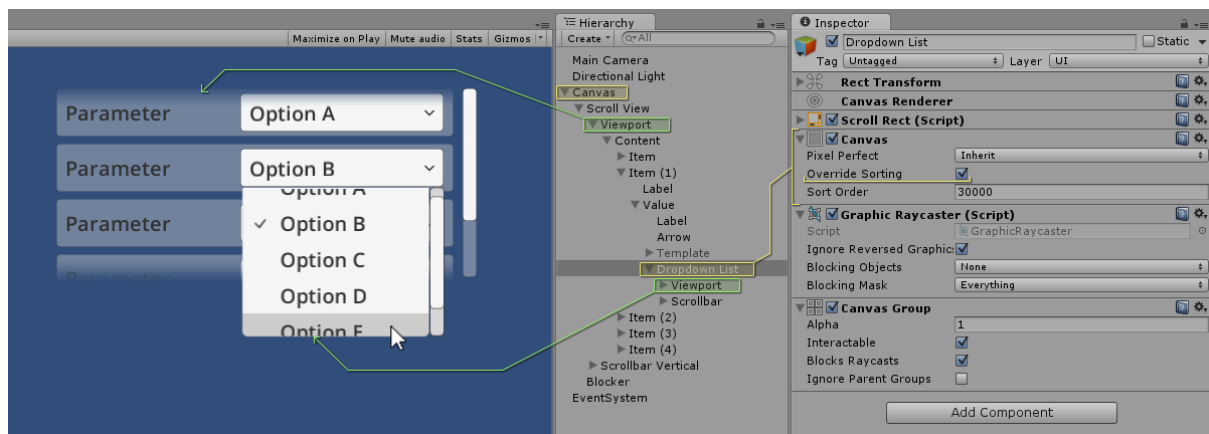 Maximize on Play Mute audio Stats Gizmos
Parameter Option A
Parameter Option B
Option A
Parameter
Option B
Option C
Parameter
Option D
Option E
Hierarchy
Create All
Main Camera
Directional Light
Canvas
Scroll View
Viewport
Content
Item
Item (1)
Label
Value
Label
Arrow
Template
Dropdown List
Viewport
Scrollbar
Item (2)
Item (3)
Item (4)
Scrollbar Vertical
Blocker
EventSystem
Inspector
Dropdown List Static
Tag Untagged Layer UI
Rect Transform
Canvas Renderer
Scroll Rect (Script)
Canvas
Pixel Perfect Inherit
Override Sorting
Sort Order 30000
Graphic Raycaster (Script)
Script GraphicRaycaster
Ignore Reversed Graphic
Blocking Objects None
Blocking Mask Everything
Canvas Group
Alpha 1
Interactable
Blocks Raycasts
Ignore Parent Groups
Add Component